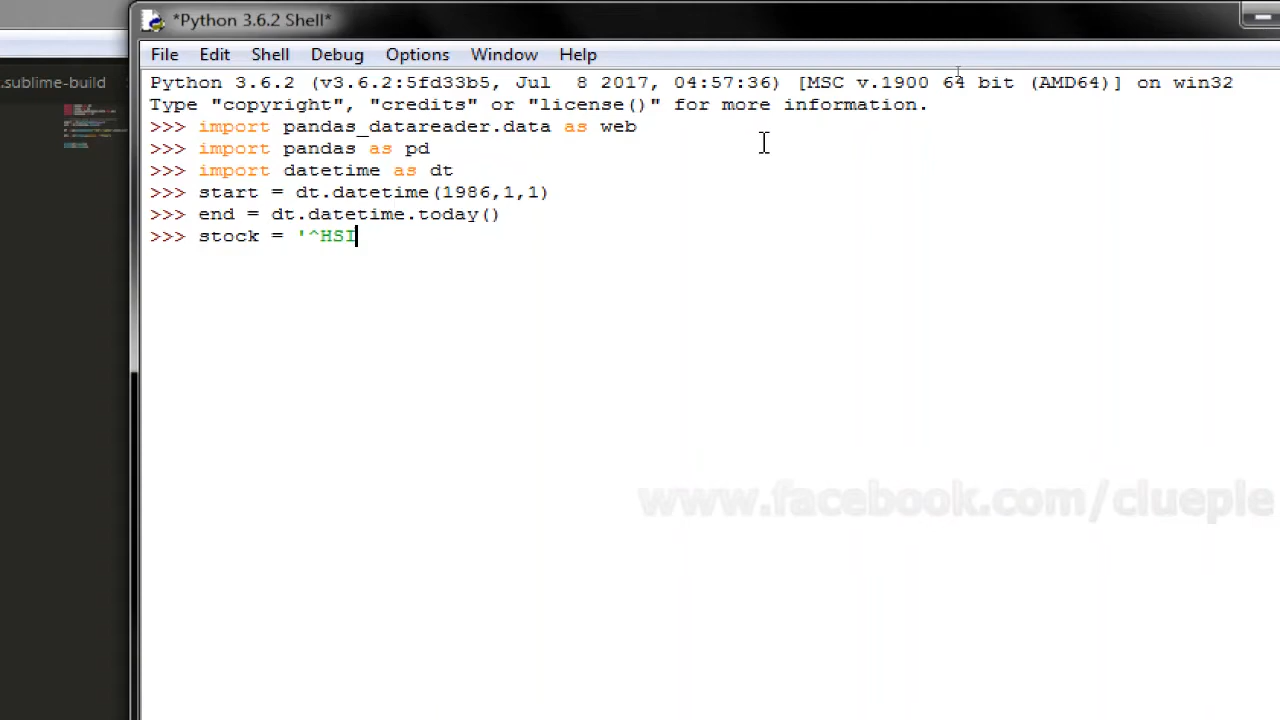 *Python 3.6.2 Shell*
File Edit Shell Debug Options Window Help
.sublime-build
Python 3.6.2 (v3.6.2:5fd33b5, Jul  8 2017, 04:57:36) [MSC v.1900 64 bit (AMD64)] on win32
Type "copyright", "credits" or "license()" for more information.
>>> import pandas_datareader.data as web
>>> import pandas as pd
>>> import datetime as dt
>>> start = dt.datetime(1986,1,1)
>>> end = dt.datetime.today()
>>> stock = '^HSI
www.facebook.com/clueple